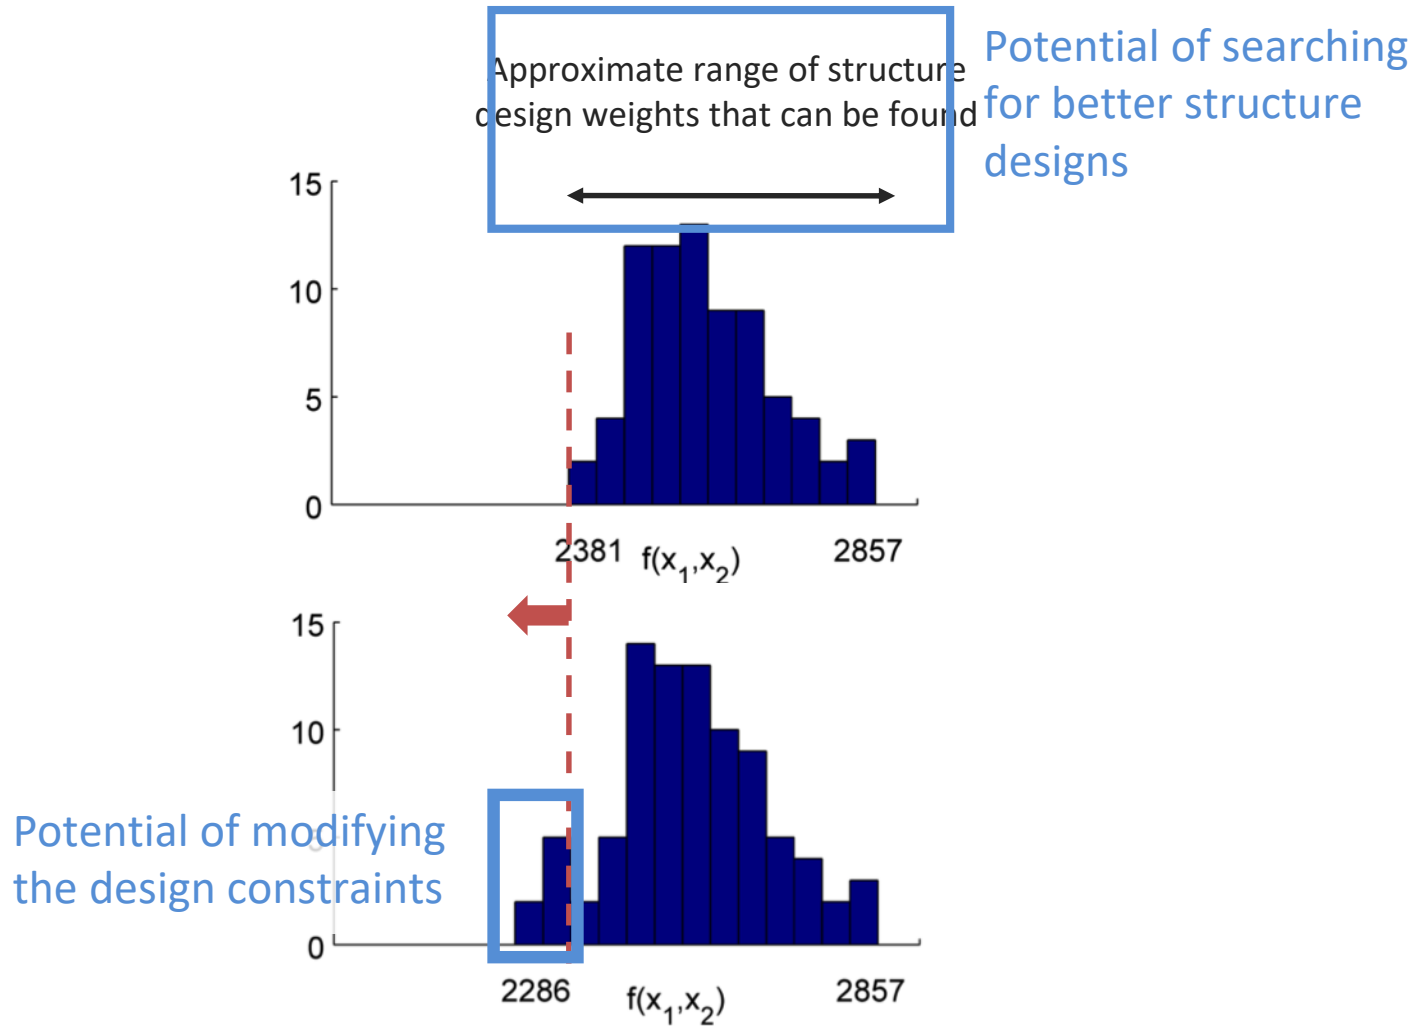 Approximate range of structure
design weights that can be found
Potential of searching
for better structure
designs
15
10
5
0
2381
f(x₁,x₂)
2857
15
10
5
0
Potential of modifying
the design constraints
2286
f(x₁,x₂)
2857